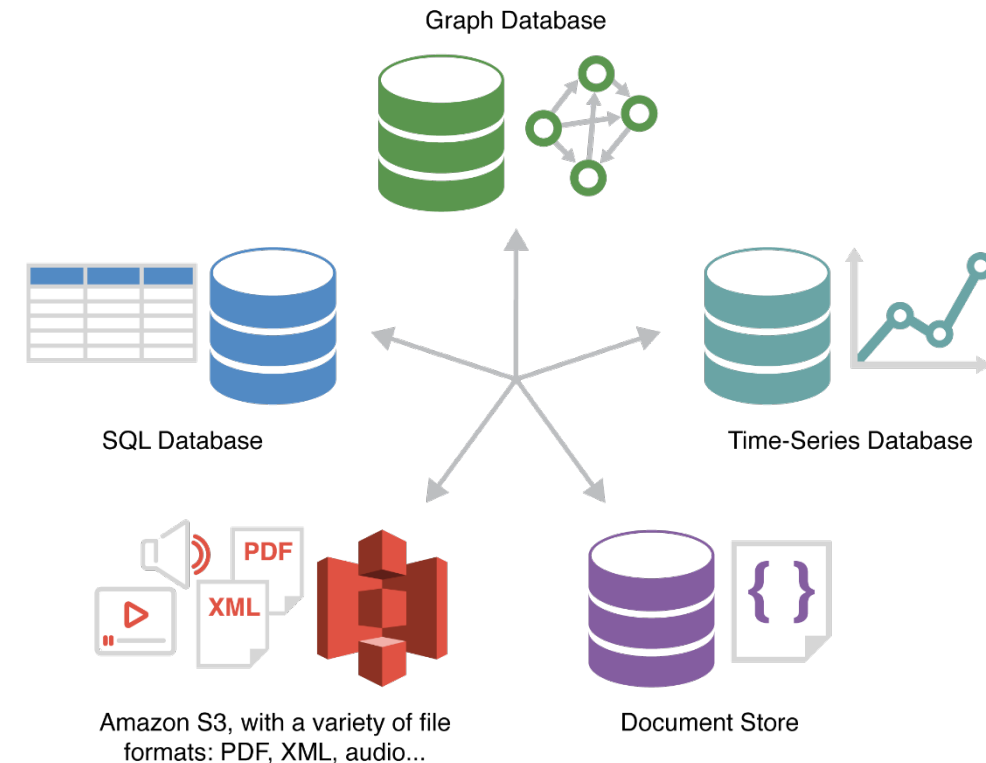 Graph Database
SQL Database
Time-Series Database
PDF
XML
{ }
Amazon S3, with a variety of file
formats: PDF, XML, audio...
Document Store